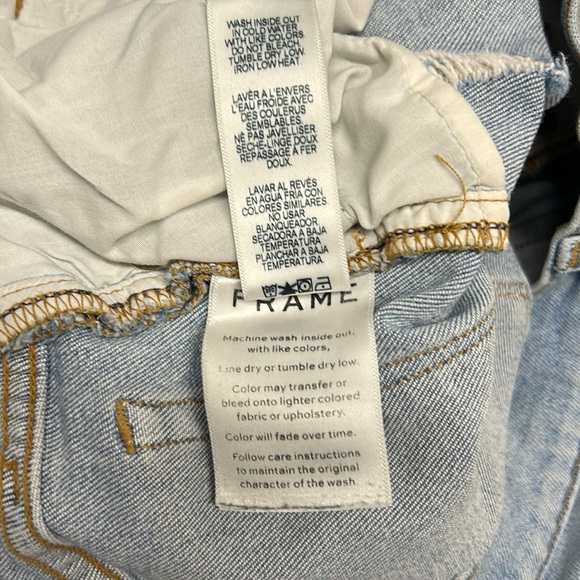 WASH INSIDE OUT
IN COLD WATER
WITH LIKE COLORS
DO NOT BLEACH,
TUMBLE DRY LOW.
IRON LOW HEAT.
LAVÉR A L'ENVERS
L'EAU FROIDE AVEC
DES COULERUS
SEMBLABLES.
NE PAS JAVELLISER
SECHE-LINGE DOUX
REPASSAGE A FER
DOUX.
LAVAR AL REVÉS
EN AGUA FRIA CON
COLORES SIMILARES
NO USAR
BLANQUEADOR.
SECADORA A BAJA
TEMPERATURA
PLANCHAR A BAJA
TEMPERATURA.
FRAME
Machine wash inside out,
with like colors,
Line dry or tumble dry low.
Color may transfer or
bleed onto lighter colored
fabric or upholstery.
Color will fade over time.
Follow care instructions
to maintain the original
character of the wash.